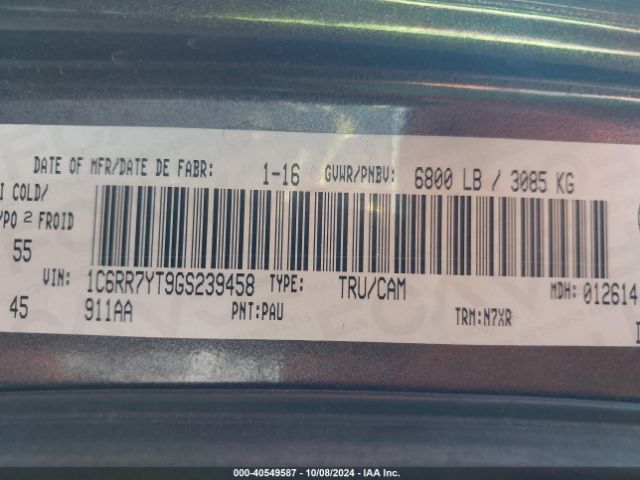 DATE OF MFR/DATE DE FABR: 1-16 GVWR/PNBV: 6800 LB / 3085 KG
I COLD/
/PO 2 FROID
55
VIN: 1C6RR7YT9GS239458 TYPE: TRU/CAM MDH: 012614
45 911AA PNT:PAU TRM:N7XR
000-40549587 - 10/08/2024 - IAA Inc.